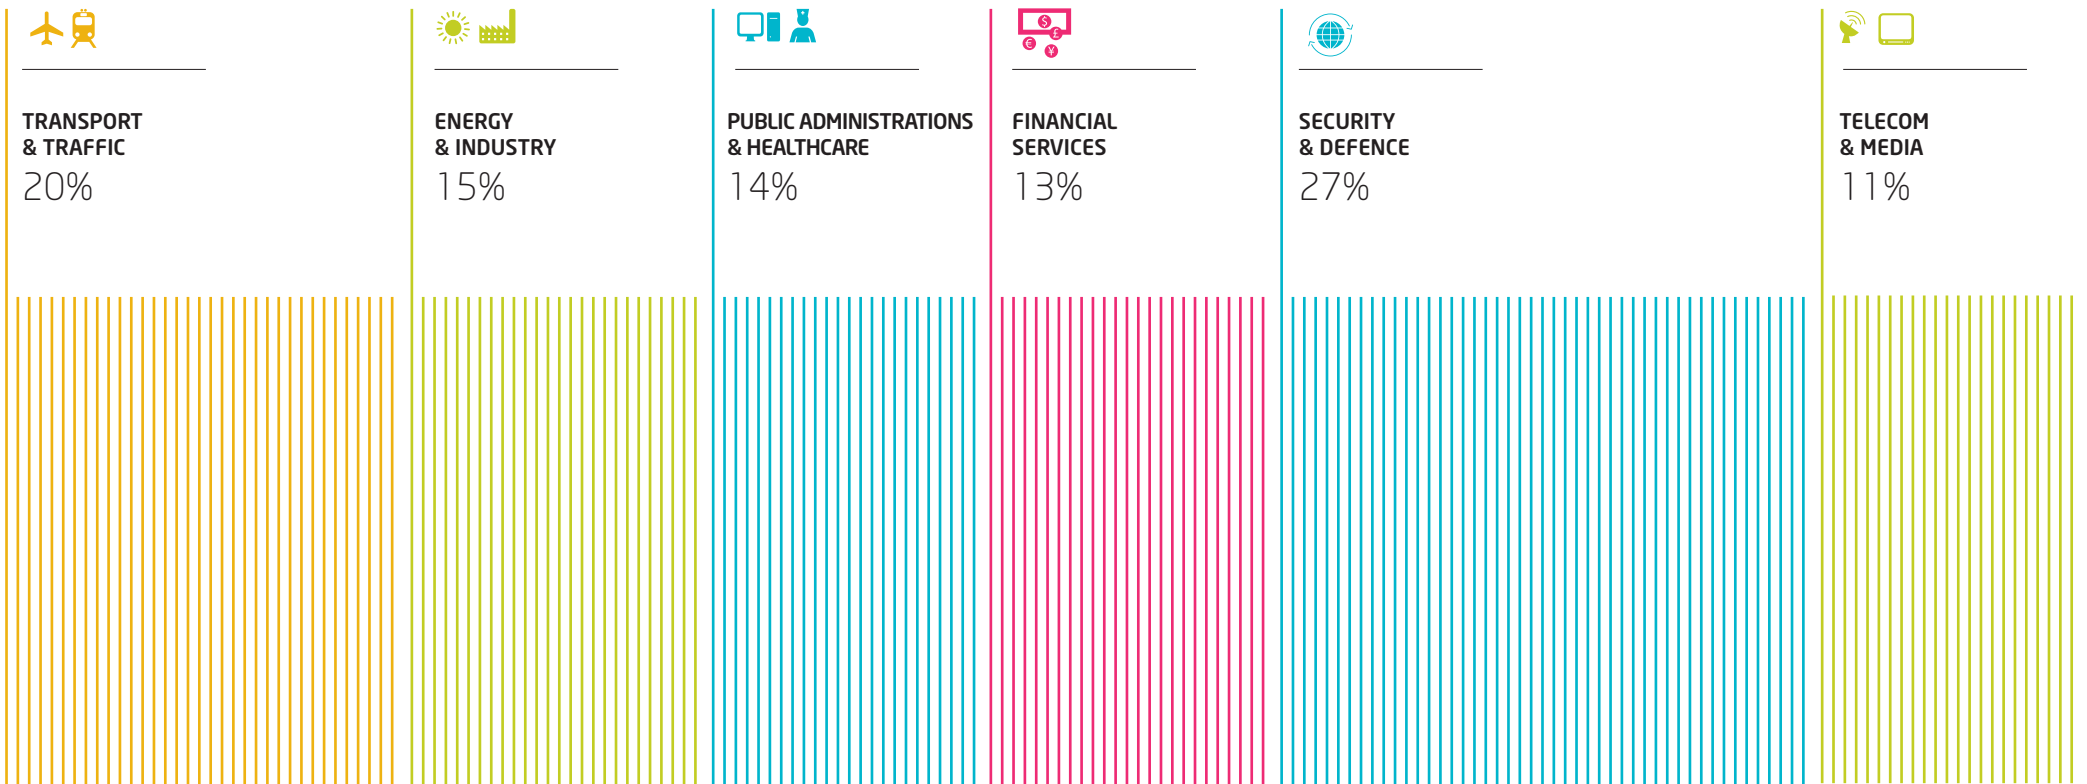 TRANSPORT
& TRAFFIC
20%
ENERGY
& INDUSTRY
15%
PUBLIC ADMINISTRATIONS
& HEALTHCARE
14%
$
£
€
¥
FINANCIAL
SERVICES
13%
SECURITY
& DEFENCE
27%
TELECOM
& MEDIA
11%